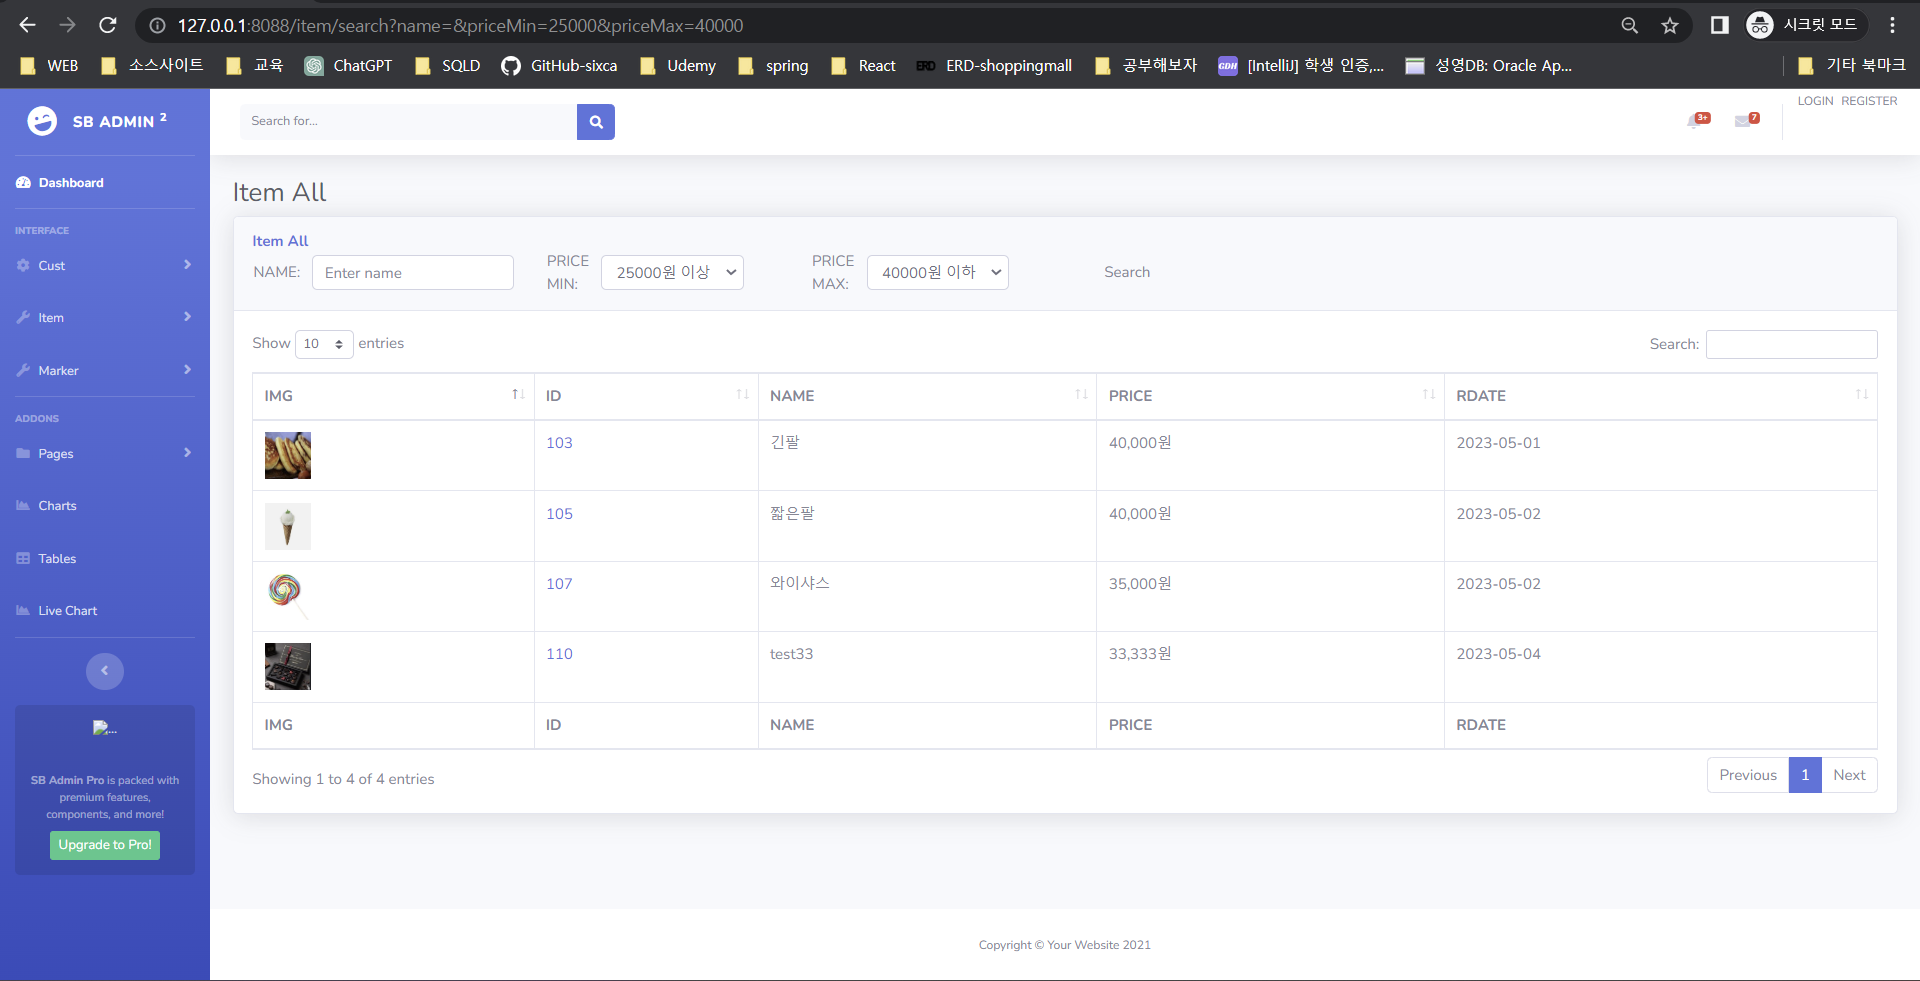 127.0.0.1:8088/item/search?name=&priceMin=25000&priceMax=40000
시크릿 모드
WEB
소스사이트
교육
ChatGPT
SQLD
GitHub-sixca
Udemy
spring
React
ERD
ERD-shoppingmall
공부해보자
GDH
[IntelliJ] 학생 인증,...
성영DB: Oracle Ap...
기타 북마크
SB ADMIN 2
Search for...
3+
7
LOGIN REGISTER
Dashboard
INTERFACE
Cust
Item
Marker
ADDONS
Pages
Charts
Tables
Live Chart
...
SB Admin Pro is packed with
premium features,
components, and more!
Upgrade to Pro!
Item All
Item All
NAME: Enter name
PRICE
MIN:
25000원 이상
PRICE
MAX:
40000원 이하
Search
Show 10 entries
Search:
IMG ID NAME PRICE RDATE
103 긴팔 40,000원 2023-05-01
105 짧은팔 40,000원 2023-05-02
107 와이샤스 35,000원 2023-05-02
110 test33 33,333원 2023-05-04
IMG ID NAME PRICE RDATE
Showing 1 to 4 of 4 entries
Previous 1 Next
Copyright © Your Website 2021